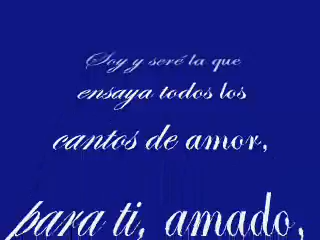 Soy y seré la que
ensaya todos los
cantos de amor,
para ti, amado,